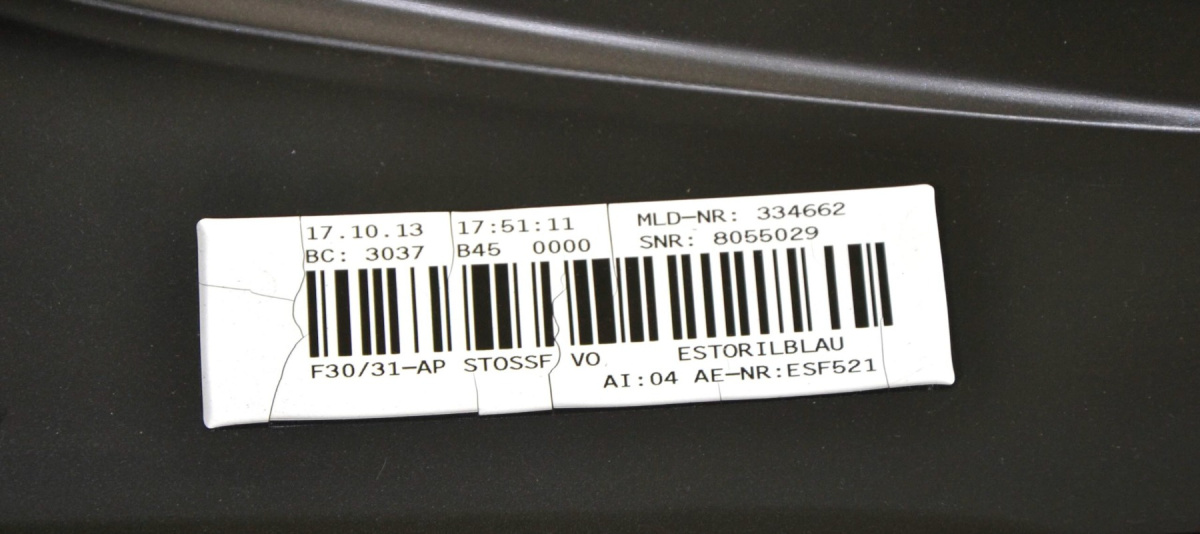 17.10.13 17:51:11 MLD-NR: 334662
BC: 3037 B45 0000 SNR: 8055029
F30/31-AP STOSSF VO ESTORILBLAU
AI:04 AE-NR:ESF521